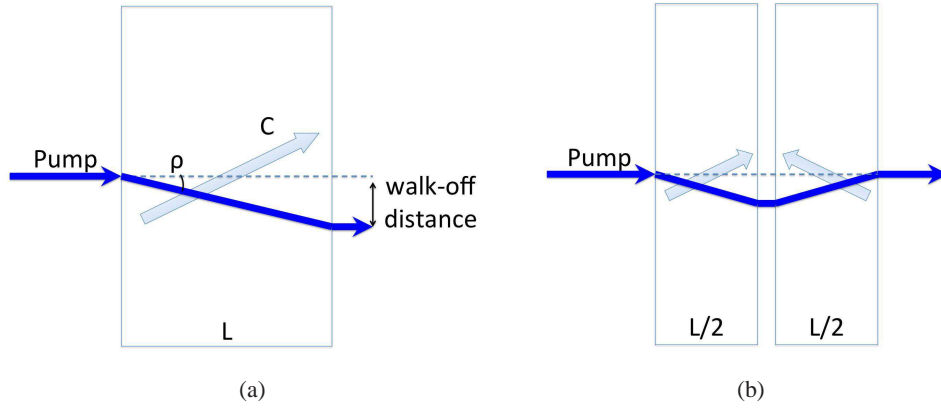 C
Pump
ρ
walk-off
distance
L
(a)
Pump
L/2
L/2
(b)